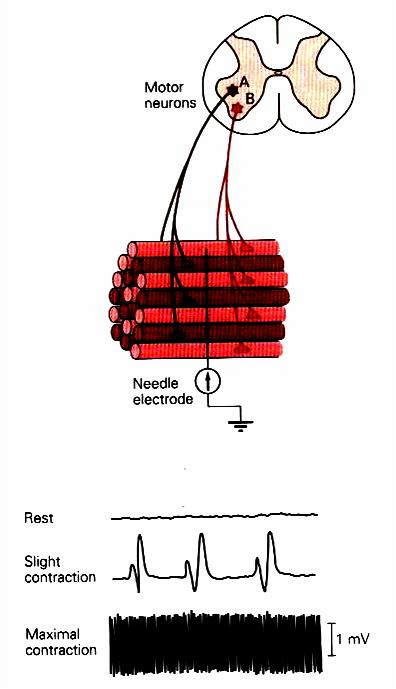 Motor
neurons
A
B
Needle
electrode
Rest
Slight
contraction
Maximal
contraction
1 mV